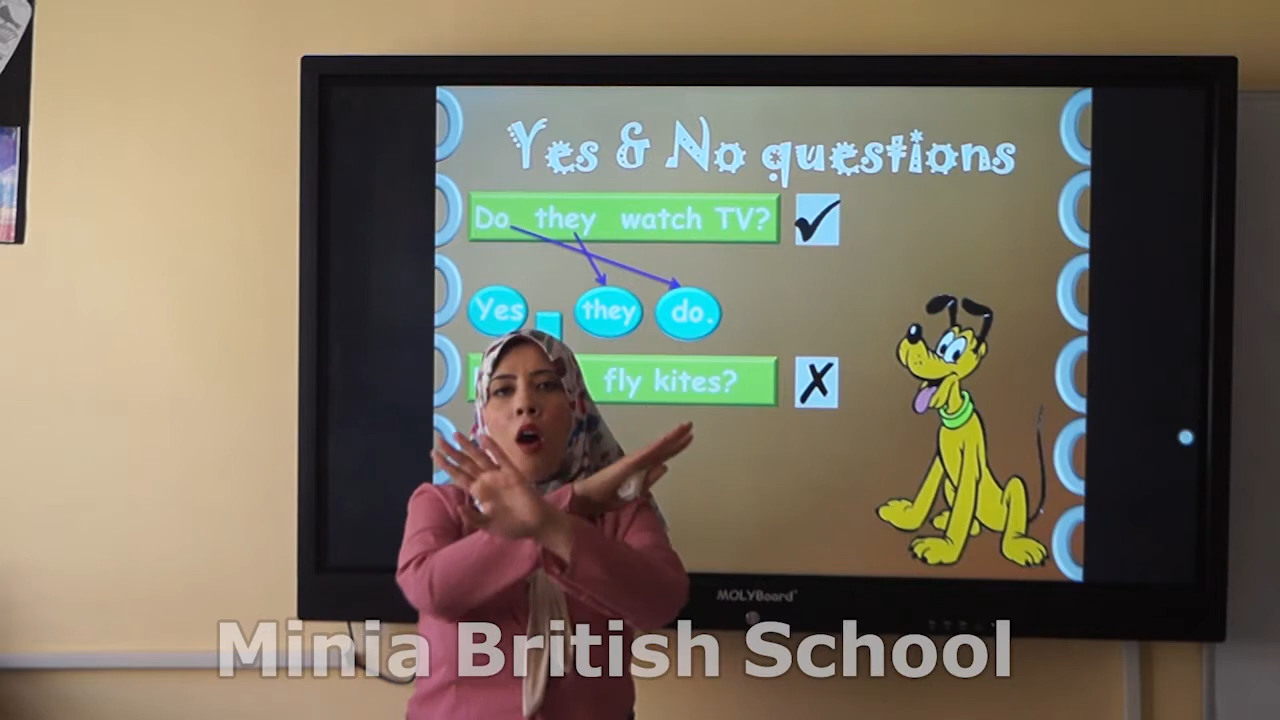 Yes & No questions
Do they watch TV?
Yes they do.
fly kites?
MOLYBoard
Minia British School